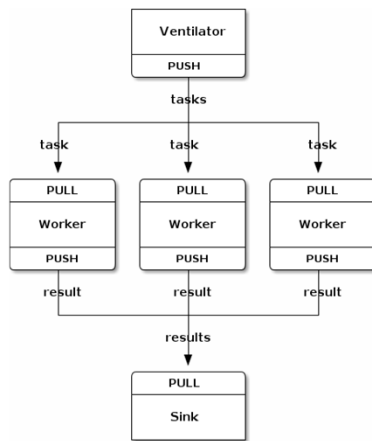 Ventilator
PUSH
tasks
task task task
PULL PULL PULL
Worker Worker Worker
PUSH PUSH PUSH
result result result
results
PULL
Sink